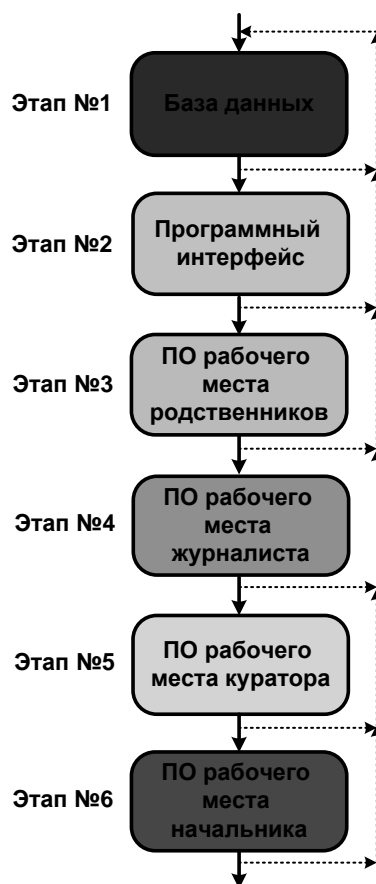 Этап №1
База данных
Этап №2
Программный
интерфейс
Этап №3
ПО рабочего
места
родственников
Этап №4
ПО рабочего
места
журналиста
Этап №5
ПО рабочего
места куратора
Этап №6
ПО рабочего
места
начальника